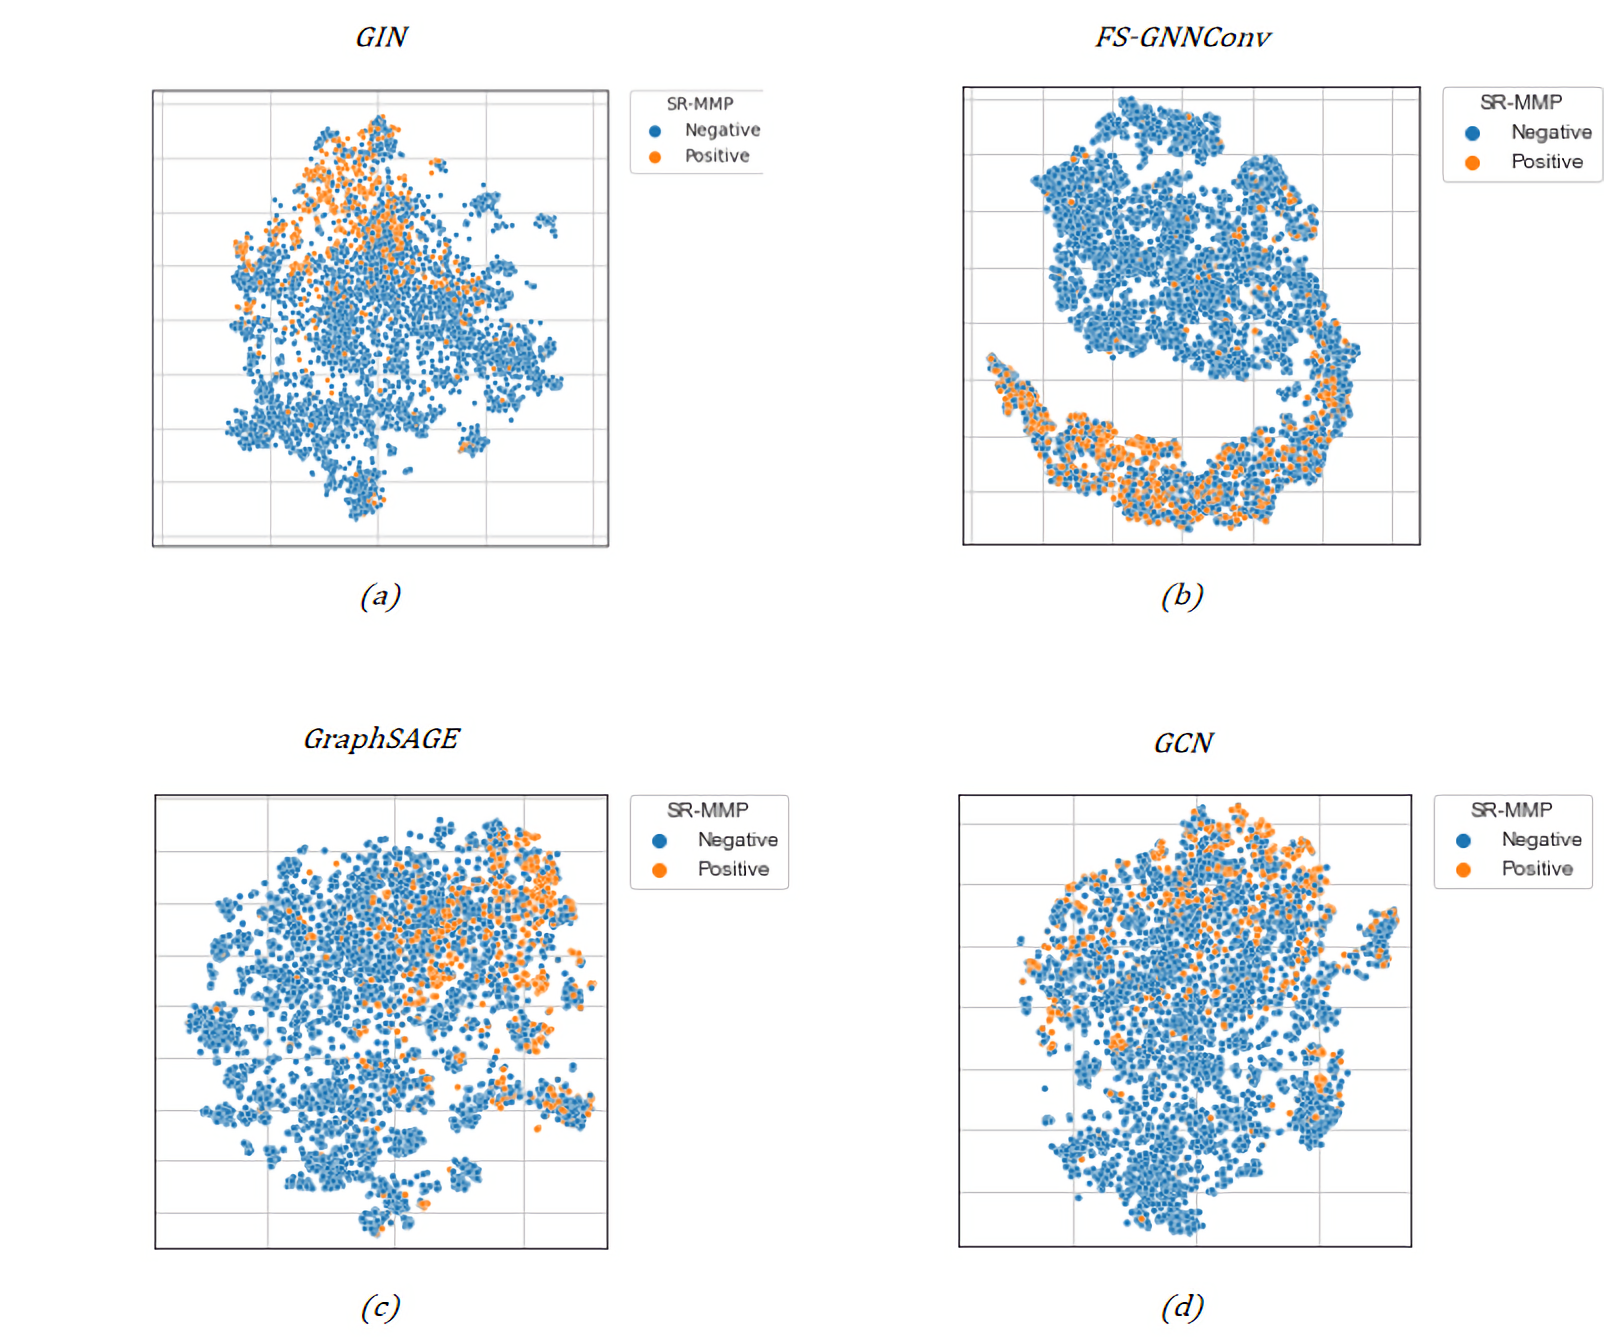 GIN
SR-MMP
Negative
Positive
(a)
FS-GNNConv
SR-MMP
Negative
Positive
(b)
GraphSAGE
SR-MMP
Negative
Positive
(c)
GCN
SR-MMP
Negative
Positive
(d)